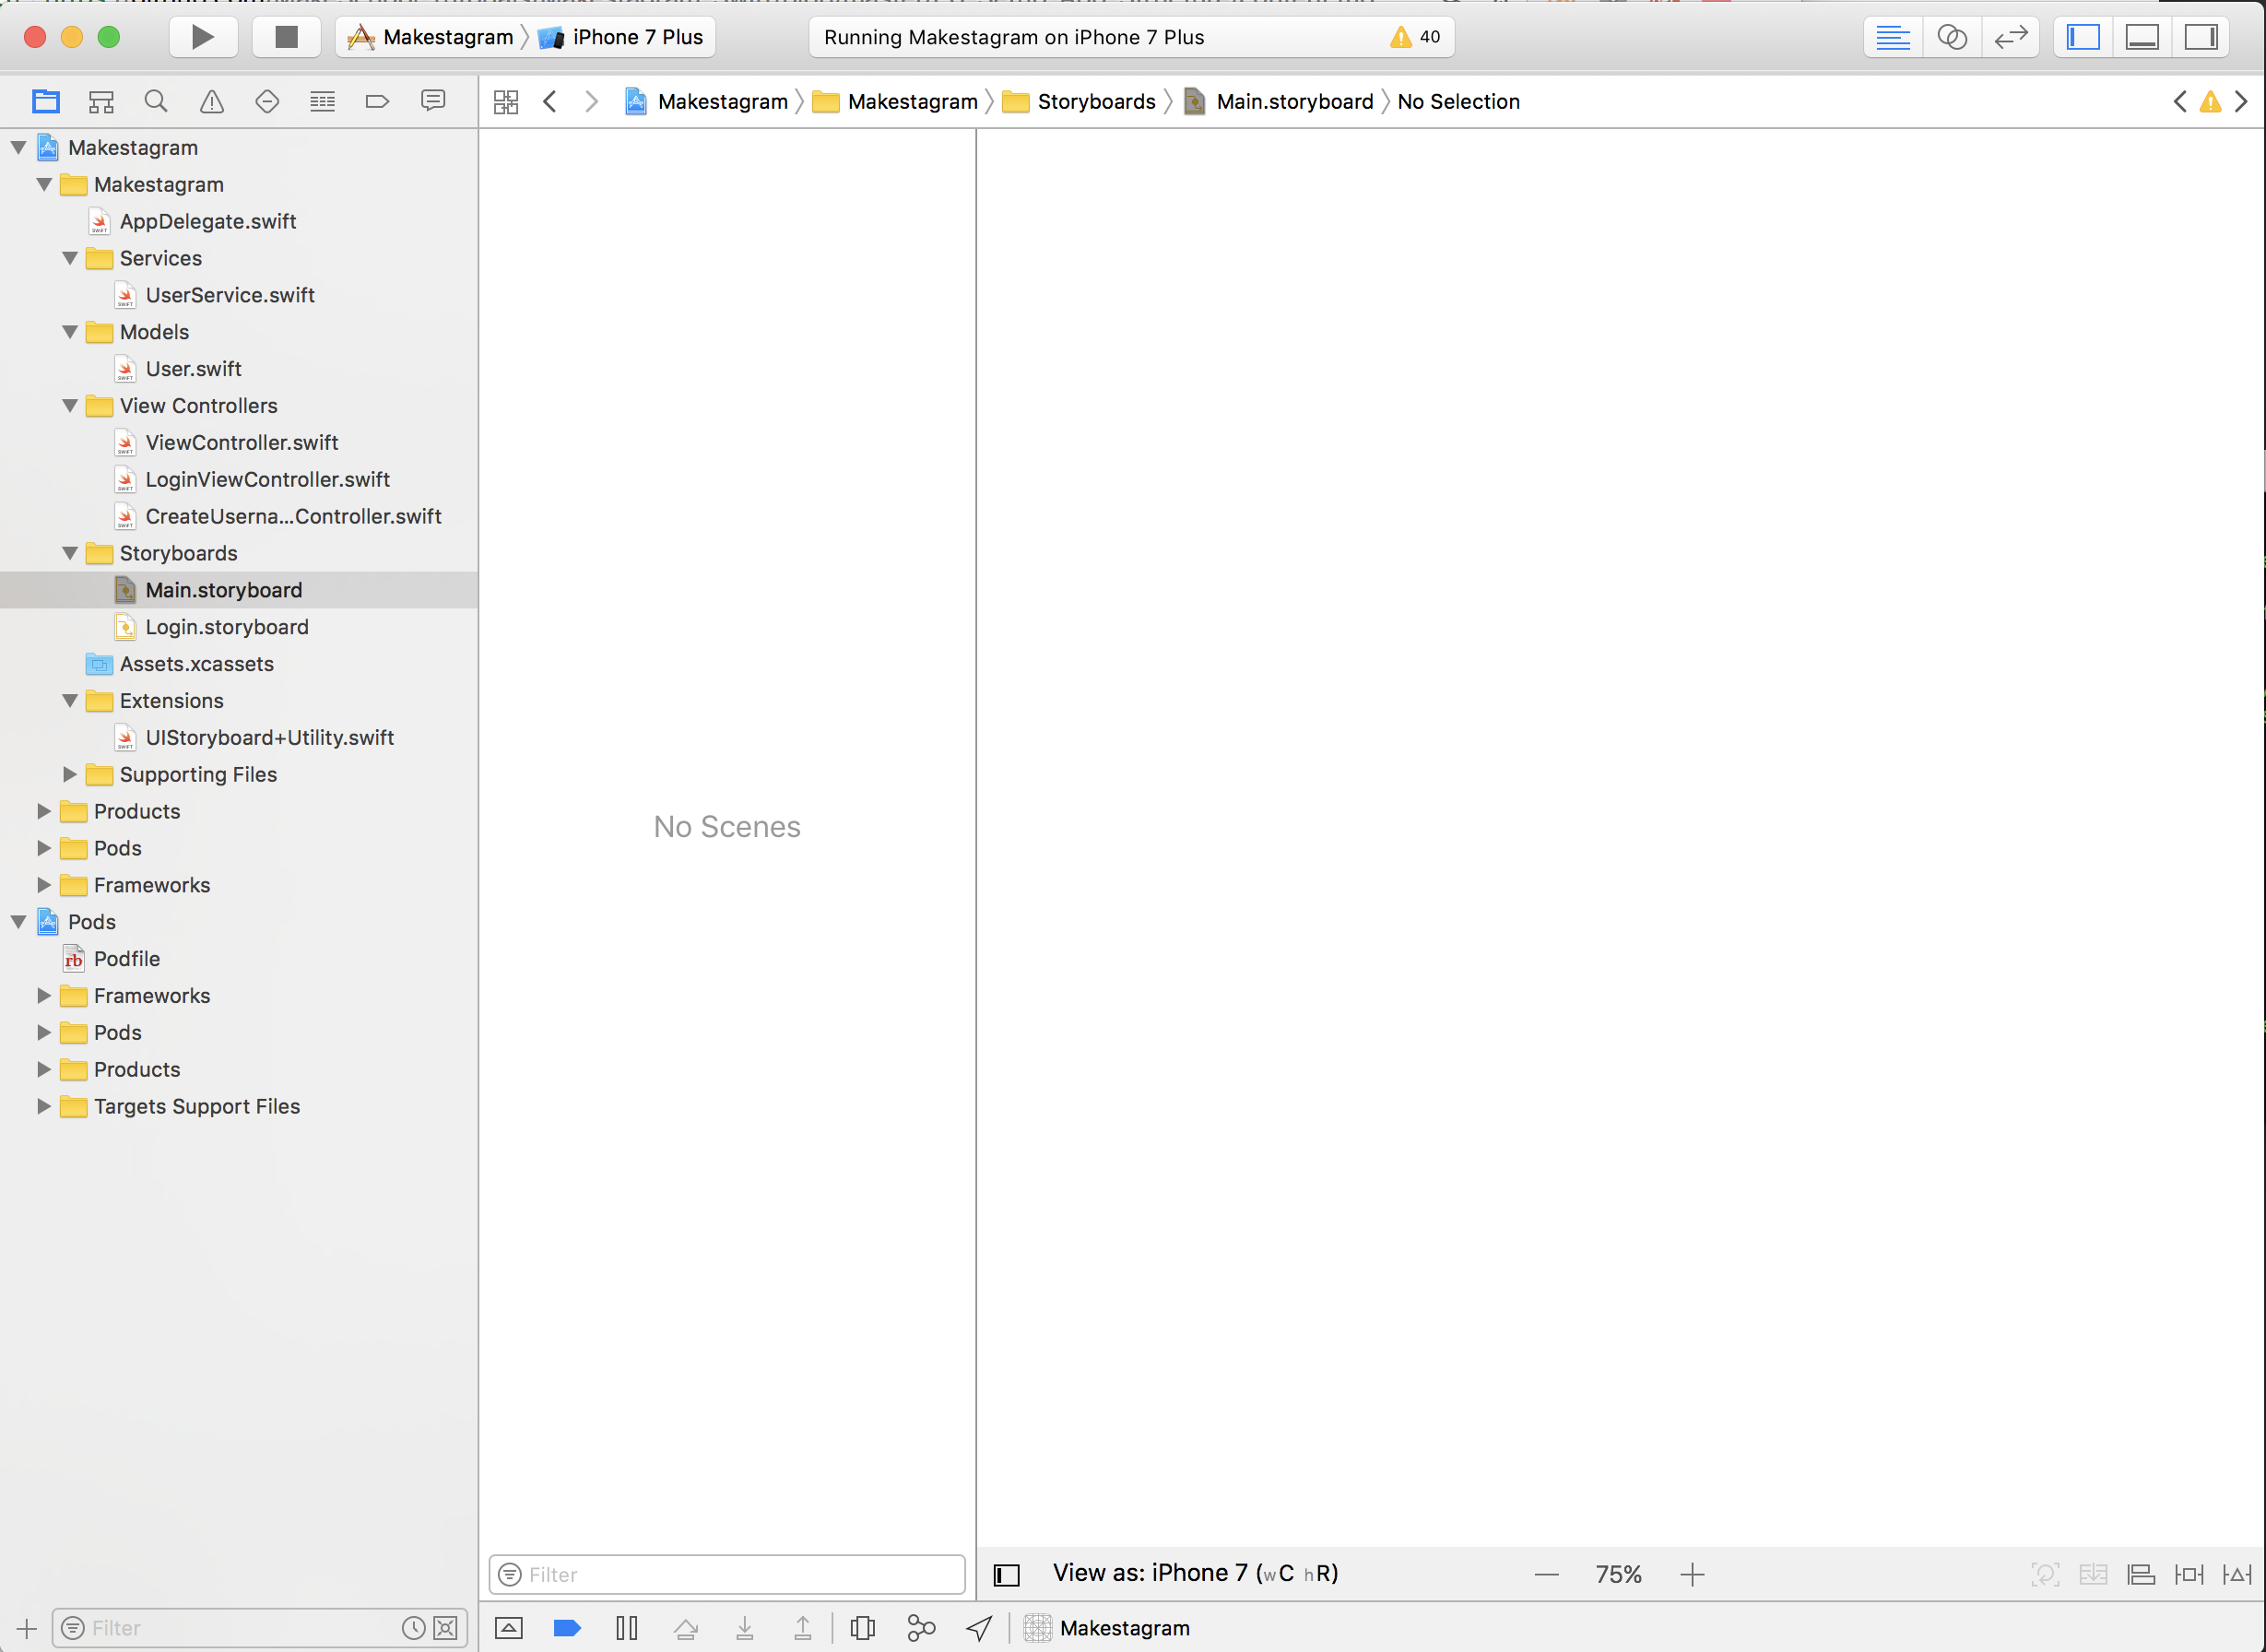 Makestagram
iPhone 7 Plus
Running Makestagram on iPhone 7 Plus
40
Makestagram
Makestagram
Storyboards
Main.storyboard
No Selection
Makestagram
Makestagram
AppDelegate.swift
Services
UserService.swift
Models
User.swift
View Controllers
ViewController.swift
LoginViewController.swift
CreateUserna...Controller.swift
Storyboards
Main.storyboard
Login.storyboard
Assets.xcassets
Extensions
UIStoryboard+Utility.swift
Supporting Files
Products
Pods
Frameworks
Pods
rb Podfile
Frameworks
Pods
Products
Targets Support Files
No Scenes
Filter
View as: iPhone 7 (wC hR)
75%
Filter
Makestagram